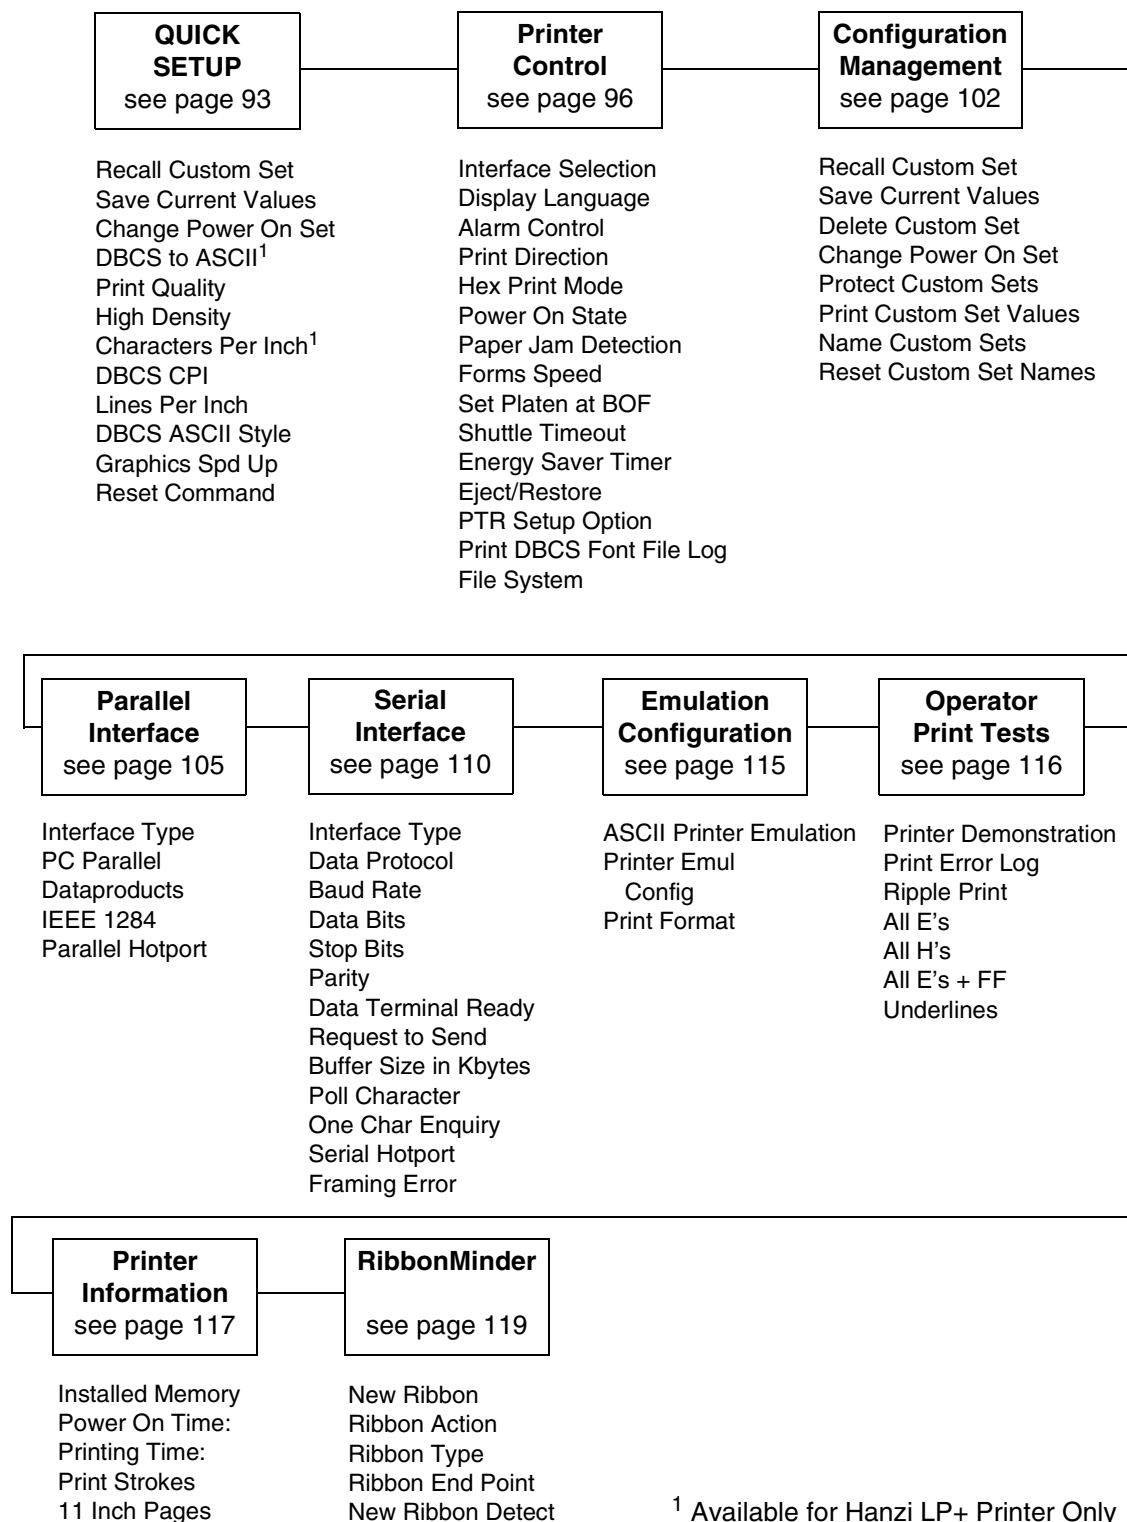 QUICK
SETUP
see page 93
Recall Custom Set
Save Current Values
Change Power On Set
DBCS to ASCII¹
Print Quality
High Density
Characters Per Inch¹
DBCS CPI
Lines Per Inch
DBCS ASCII Style
Graphics Spd Up
Reset Command
Printer
Control
see page 96
Interface Selection
Display Language
Alarm Control
Print Direction
Hex Print Mode
Power On State
Paper Jam Detection
Forms Speed
Set Platen at BOF
Shuttle Timeout
Energy Saver Timer
Eject/Restore
PTR Setup Option
Print DBCS Font File Log
File System
Configuration
Management
see page 102
Recall Custom Set
Save Current Values
Delete Custom Set
Change Power On Set
Protect Custom Sets
Print Custom Set Values
Name Custom Sets
Reset Custom Set Names
Parallel
Interface
see page 105
Interface Type
PC Parallel
Dataproducts
IEEE 1284
Parallel Hotport
Serial
Interface
see page 110
Interface Type
Data Protocol
Baud Rate
Data Bits
Stop Bits
Parity
Data Terminal Ready
Request to Send
Buffer Size in Kbytes
Poll Character
One Char Enquiry
Serial Hotport
Framing Error
Emulation
Configuration
see page 115
ASCII Printer Emulation
Printer Emul
Config
Print Format
Operator
Print Tests
see page 116
Printer Demonstration
Print Error Log
Ripple Print
All E's
All H's
All E's + FF
Underlines
Printer
Information
see page 117
Installed Memory
Power On Time:
Printing Time:
Print Strokes
11 Inch Pages
RibbonMinder
see page 119
New Ribbon
Ribbon Action
Ribbon Type
Ribbon End Point
New Ribbon Detect
¹ Available for Hanzi LP+ Printer Only